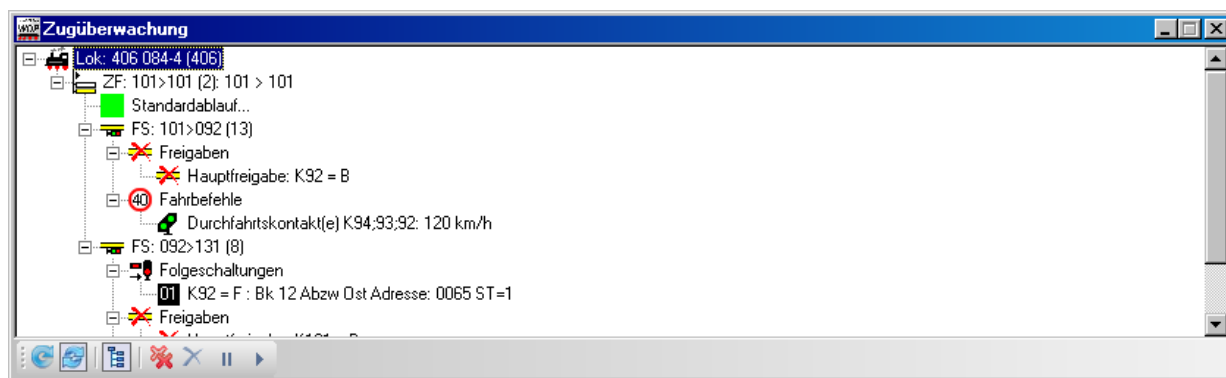 Zugüberwachung
Lok: 406 084-4 (406)
ZF: 101>101 (2): 101 > 101
Standardablauf...
FS: 101>092 (13)
Freigaben
Hauptfreigabe: K92 = B
40 Fahrbefehle
Durchfahrtskontakt(e) K94;93;92: 120 km/h
FS: 092>131 (8)
Folgeschaltungen
01 K92 = F : Bk 12 Abzw Ost Adresse: 0065 ST=1
Freigaben